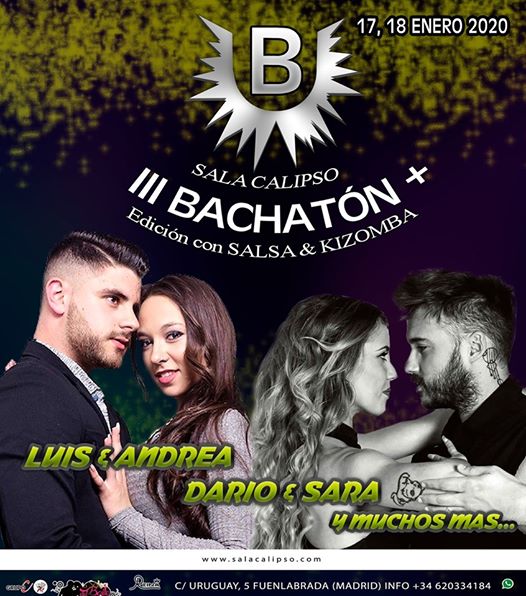 17, 18 ENERO 2020
B
SALA CALIPSO
III BACHATÓN +
Edición con SALSA & KIZOMBA
LUIS & ANDREA
DARIO & SARA
Y MUCHOS MAS...
www.salacalipso.com
GRUPO
C/ URUGUAY, 5 FUENLABRADA (MADRID) INFO +34 620334184